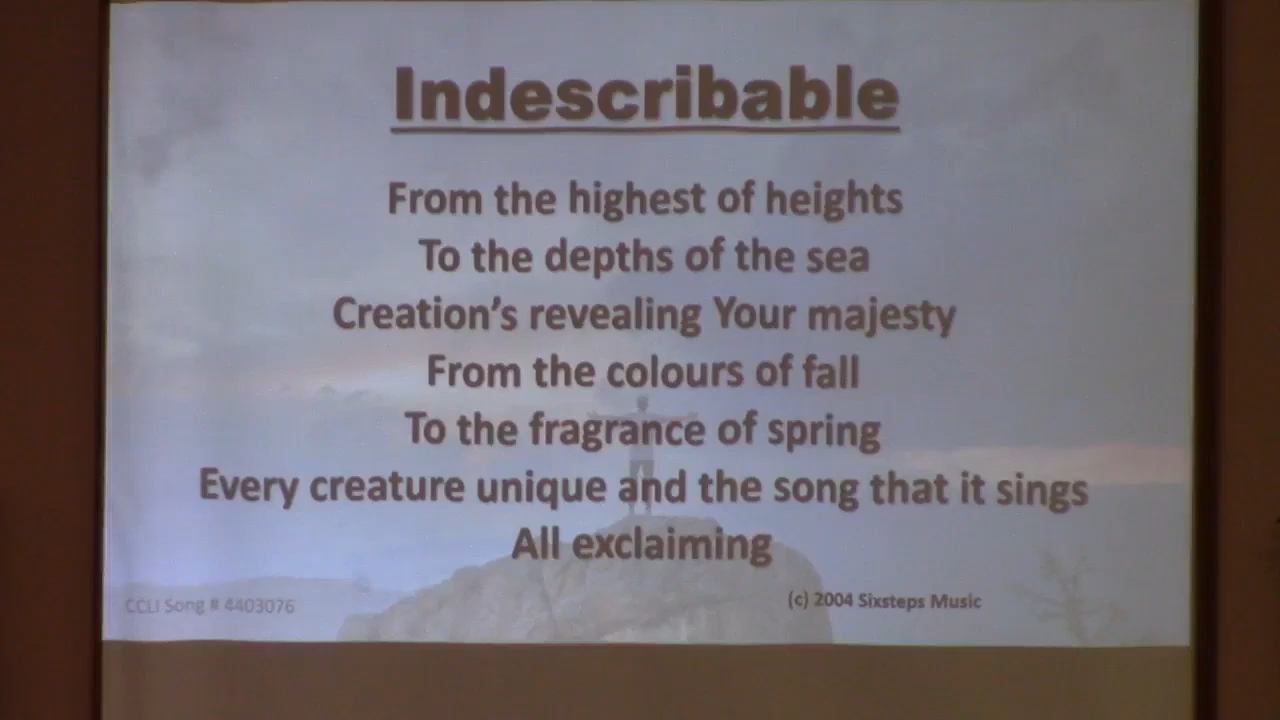 Indescribable
From the highest of heights
To the depths of the sea
Creation's revealing Your majesty
From the colours of fall
To the fragrance of spring
Every creature unique and the song that it sings
All exclaiming
CCLI Song # 4403076
(c) 2004 Sixsteps Music